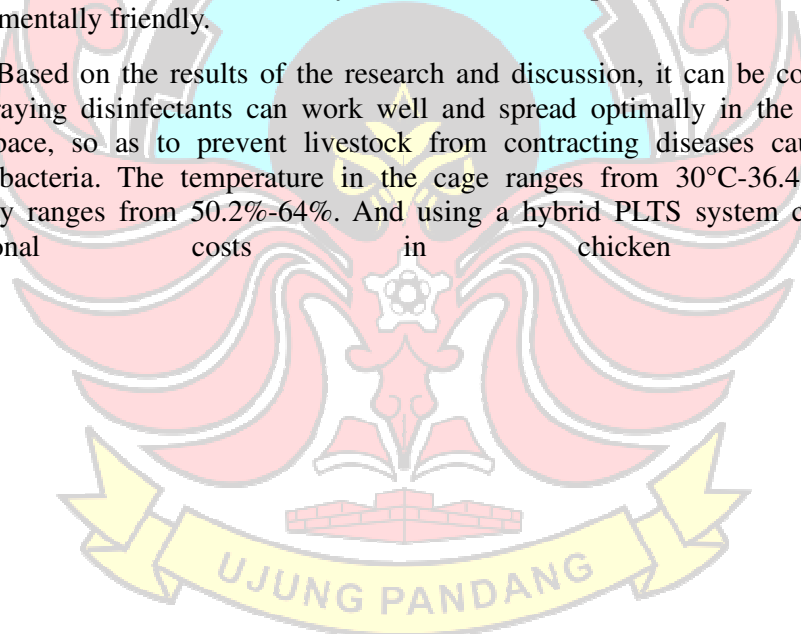 mentally friendly.
Based on the results of the research and discussion, it can be co
raying disinfectants can work well and spread optimally in the
pace, so as to prevent livestock from contracting diseases cau
bacteria. The temperature in the cage ranges from 30°C-36.4
y ranges from 50.2%-64%. And using a hybrid PLTS system c
onal costs in chicken
UJUNG PANDANG